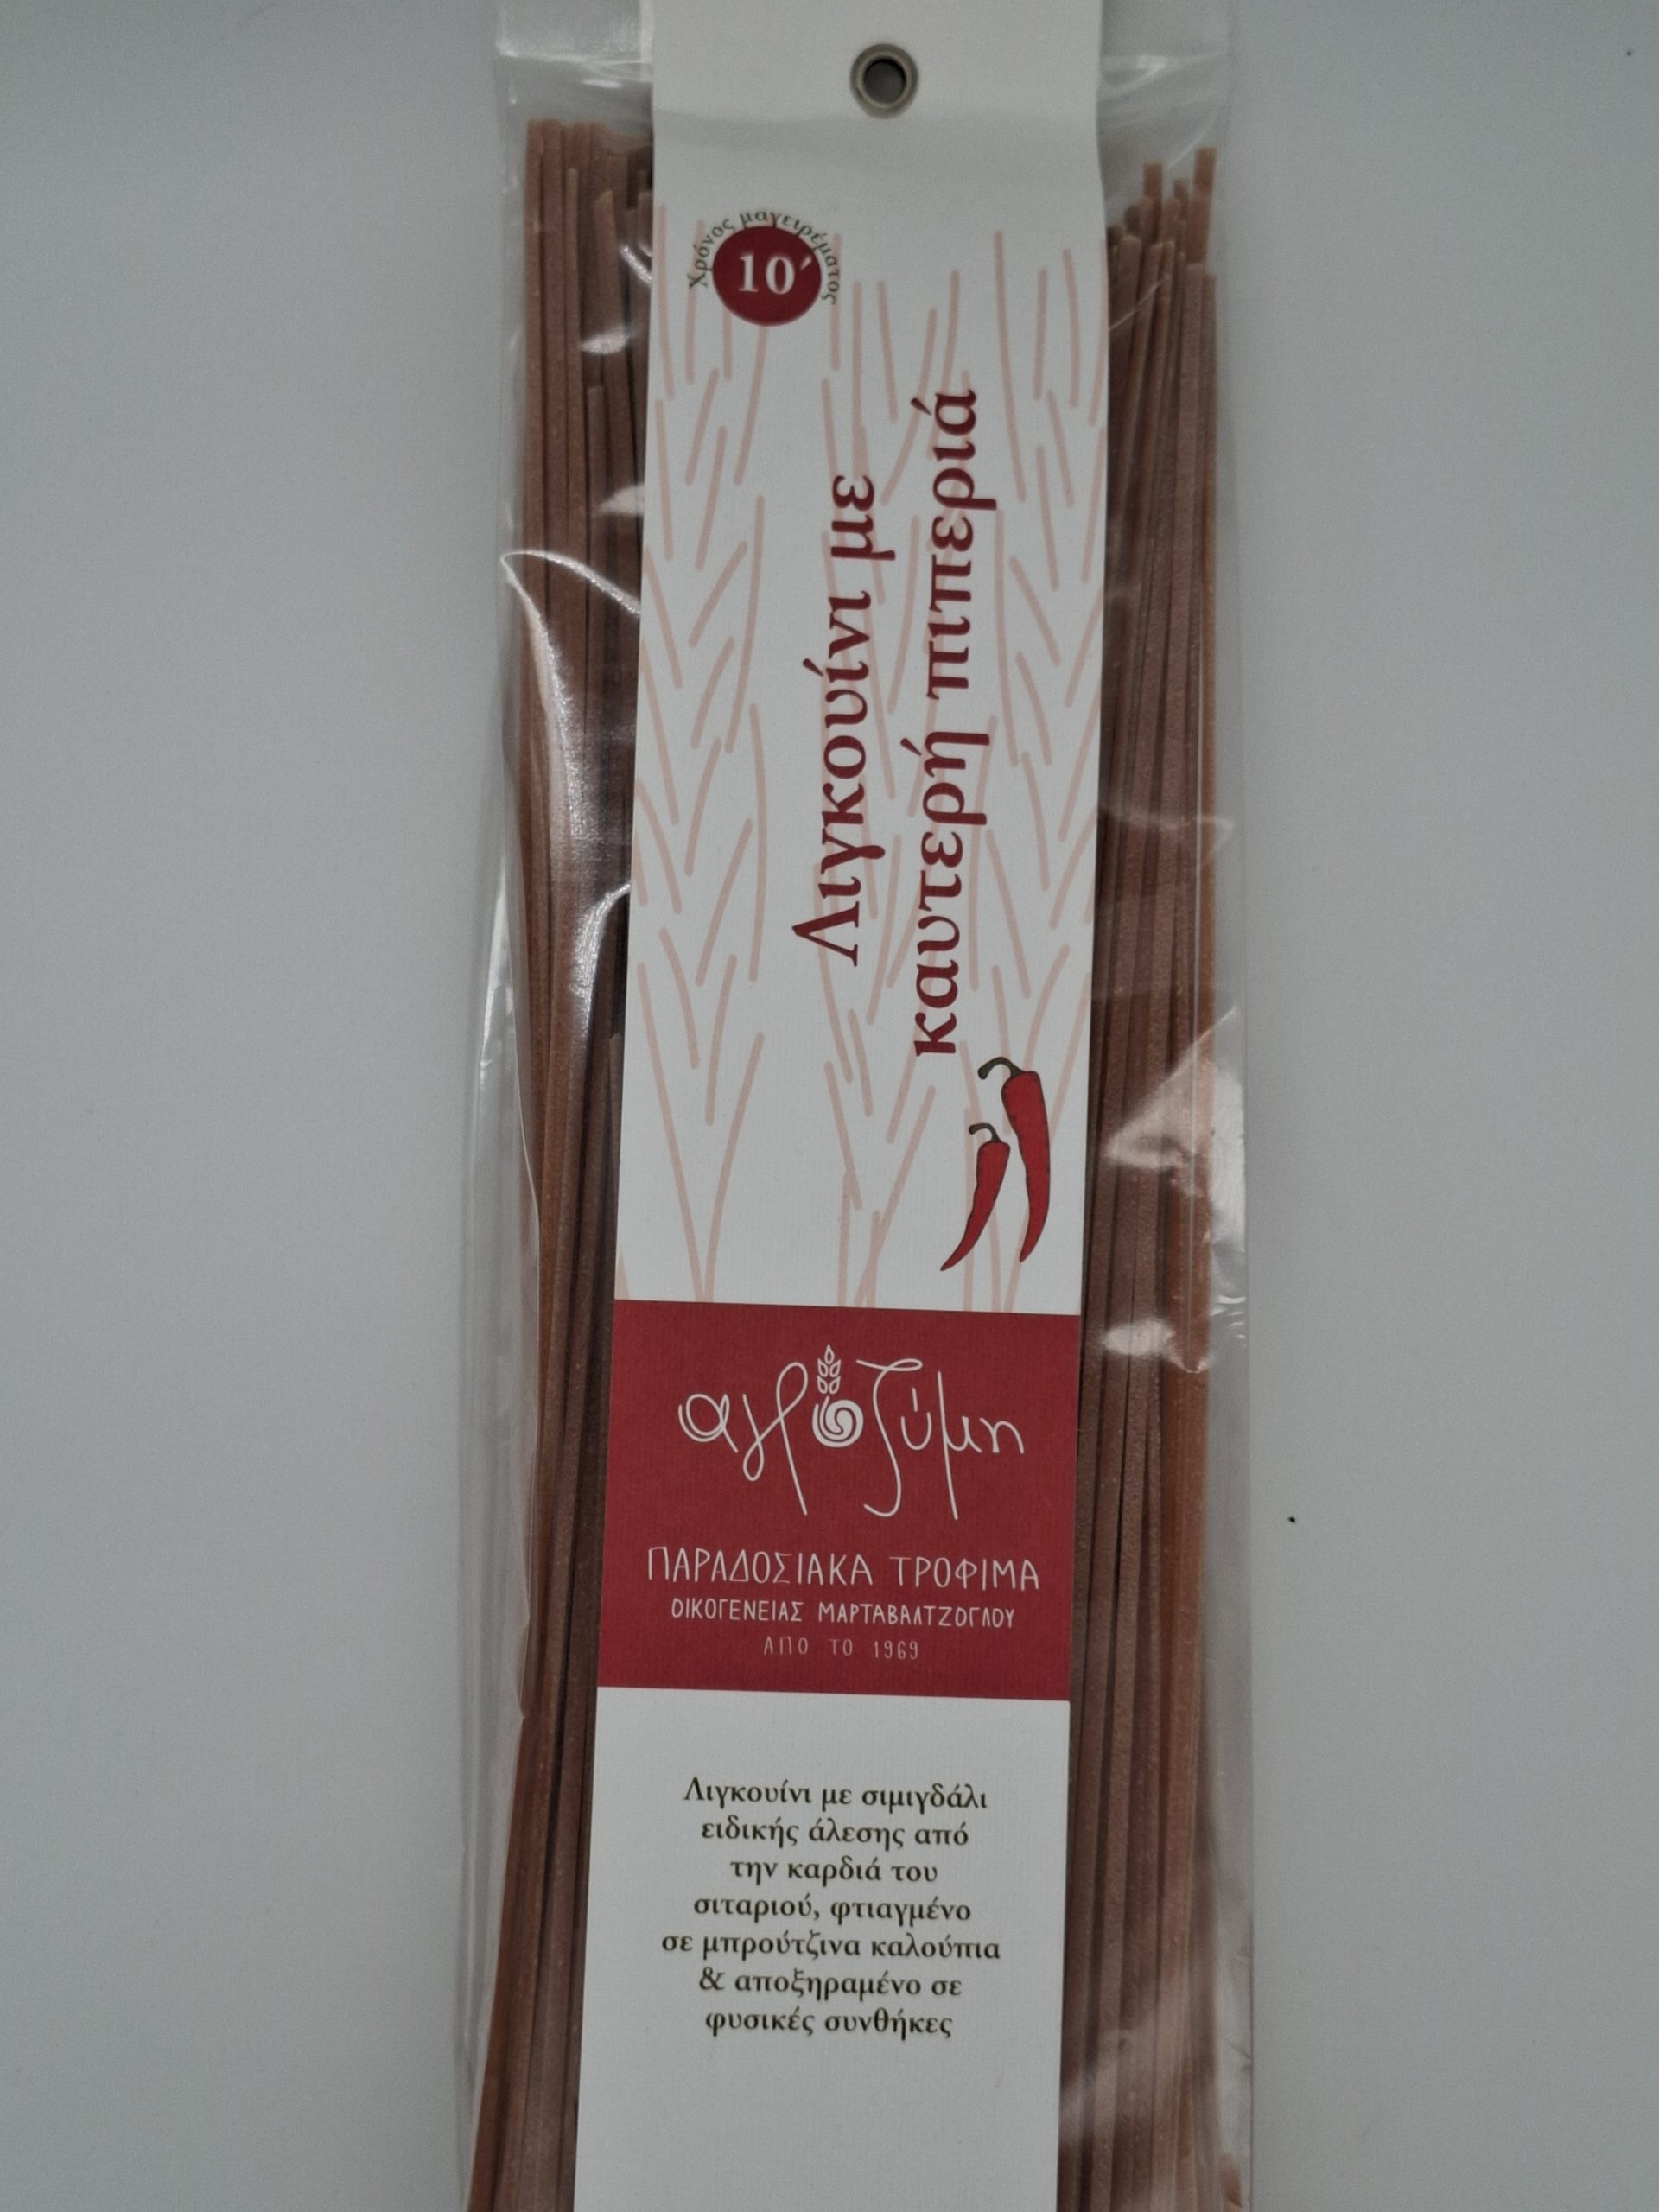 Χρόνος μαγειρέματος
10΄
Λιγκουίνι με
καυτερή πιπεριά
αγροζύμη
ΠΑΡΑΔΟΣΙΑΚΑ ΤΡΟΦΙΜΑ
ΟΙΚΟΓΕΝΕΙΑΣ ΜΑΡΤΑΒΑΛΤΖΟΓΛΟΥ
ΑΠΟ ΤΟ 1969
Λιγκουίνι με σιμιγδάλι
ειδικής άλεσης από
την καρδιά του
σιταριού, φτιαγμένο
σε μπρούτζινα καλούπια
& αποξηραμένο σε
φυσικές συνθήκες